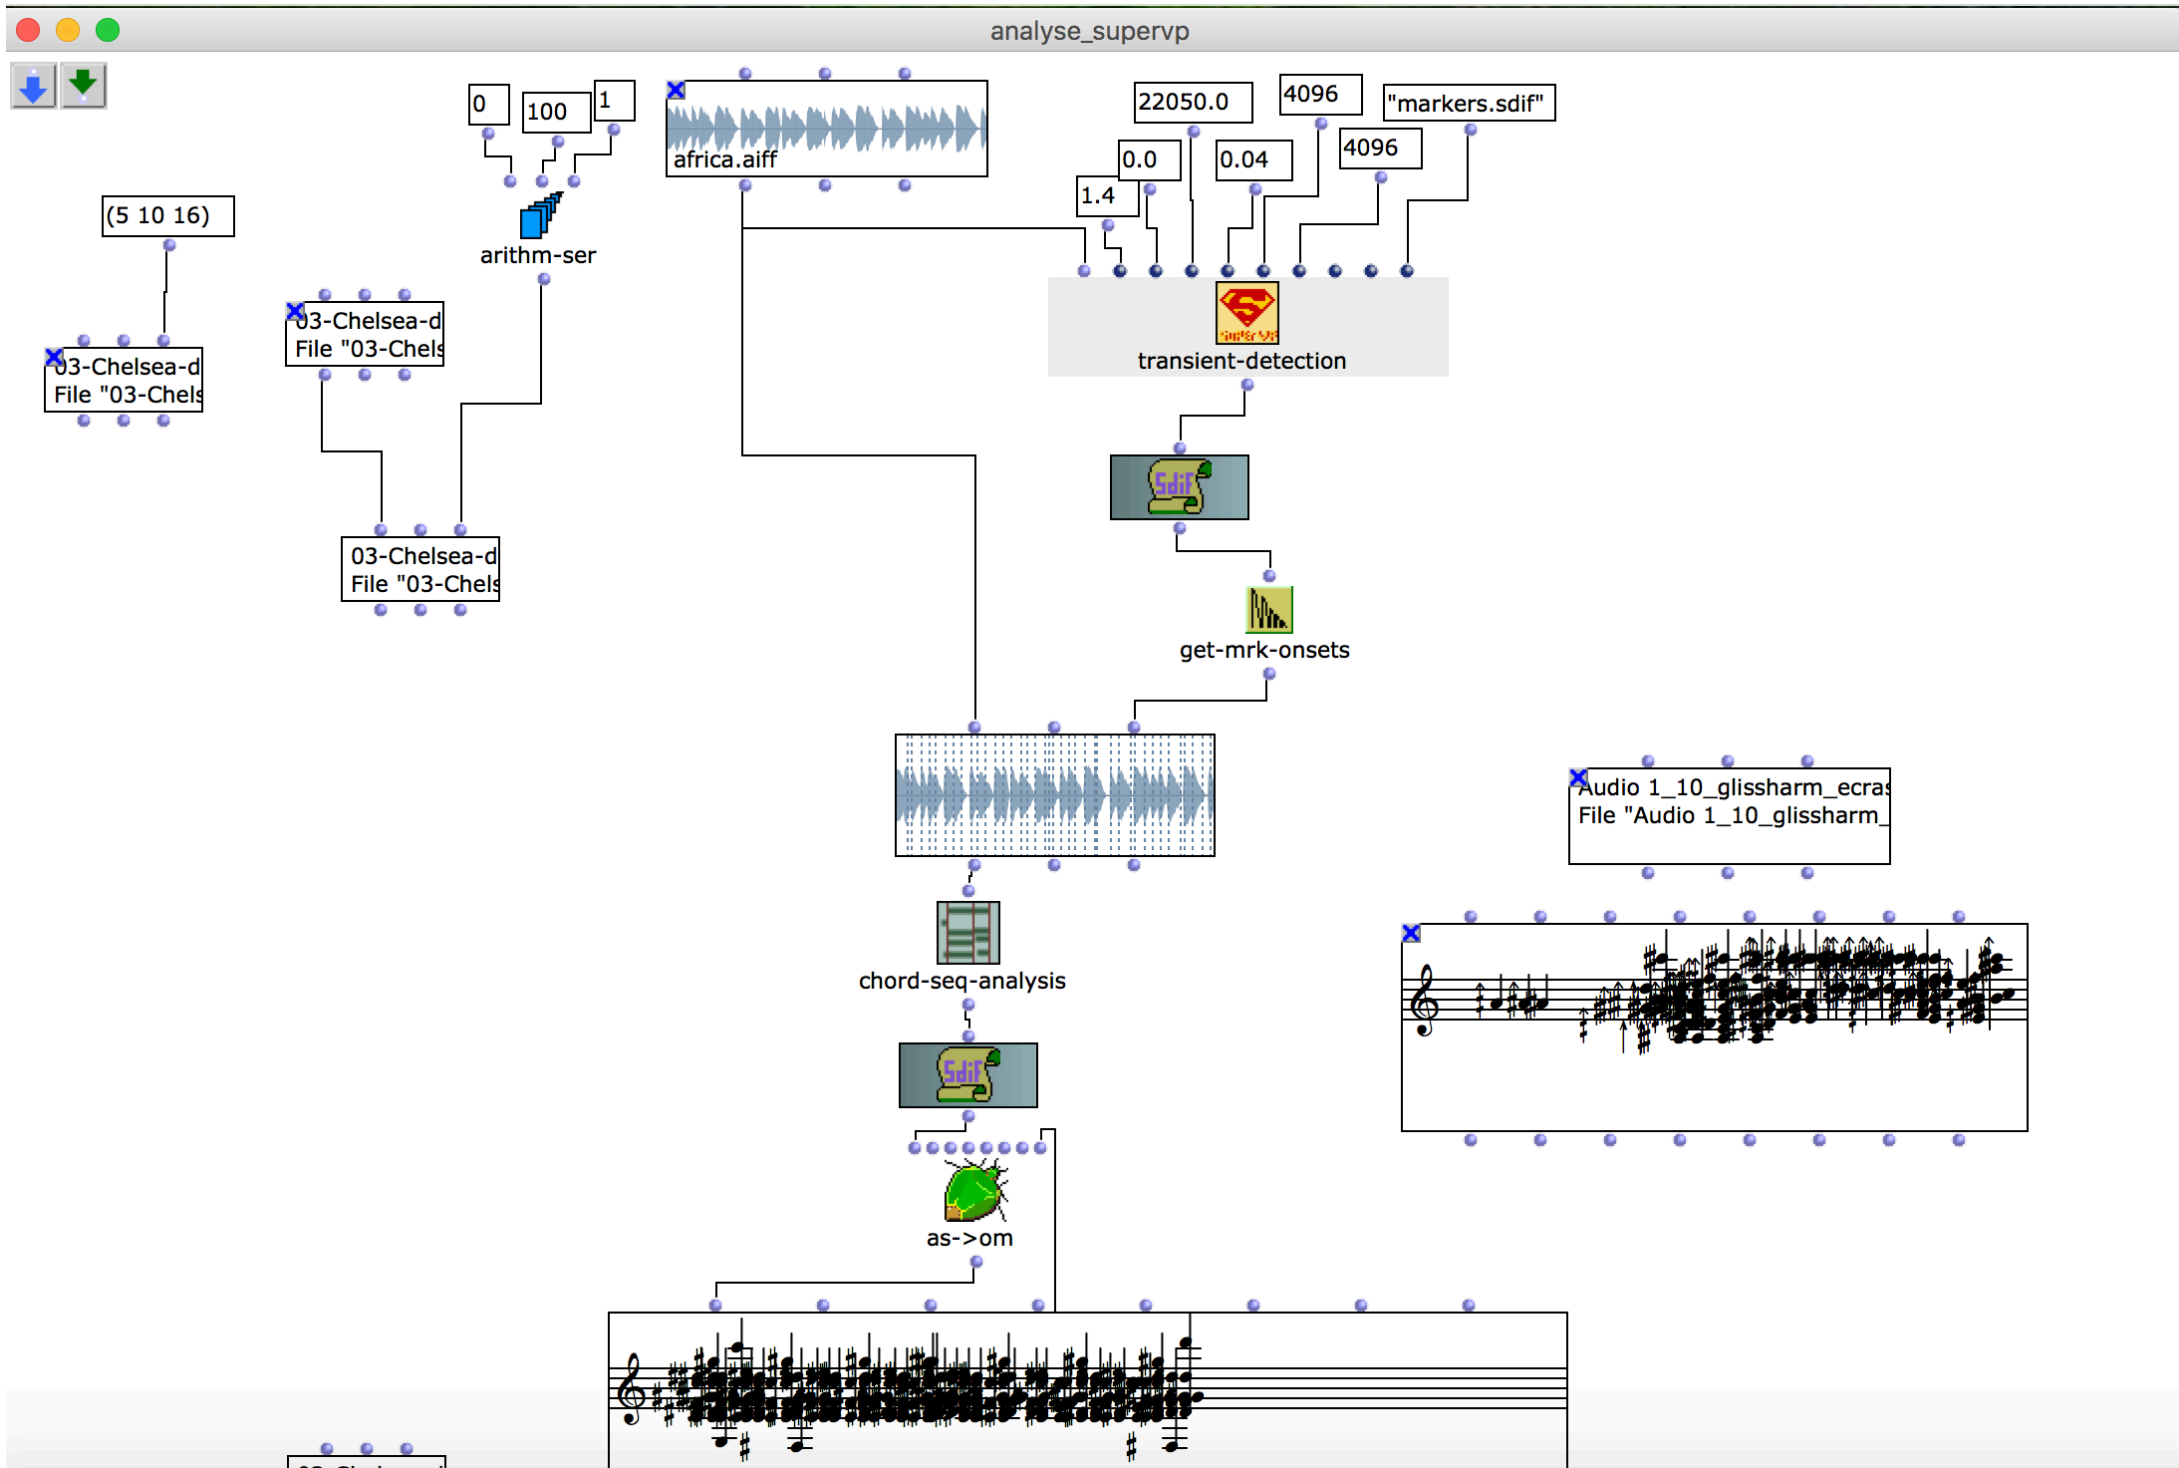 analyse_supervp
0
100
1
africa.aiff
22050.0
4096
"markers.sdif"
0.0
0.04
4096
1.4
(5 10 16)
arithm-ser
03-Chelsea-d
File "03-Chels
03-Chelsea-d
File "03-Chels
transient-detection
Sdif
03-Chelsea-d
File "03-Chels
get-mrk-onsets
Audio 1_10_glissharm_ecras
File "Audio 1_10_glissharm_
chord-seq-analysis
Sdif
as->om